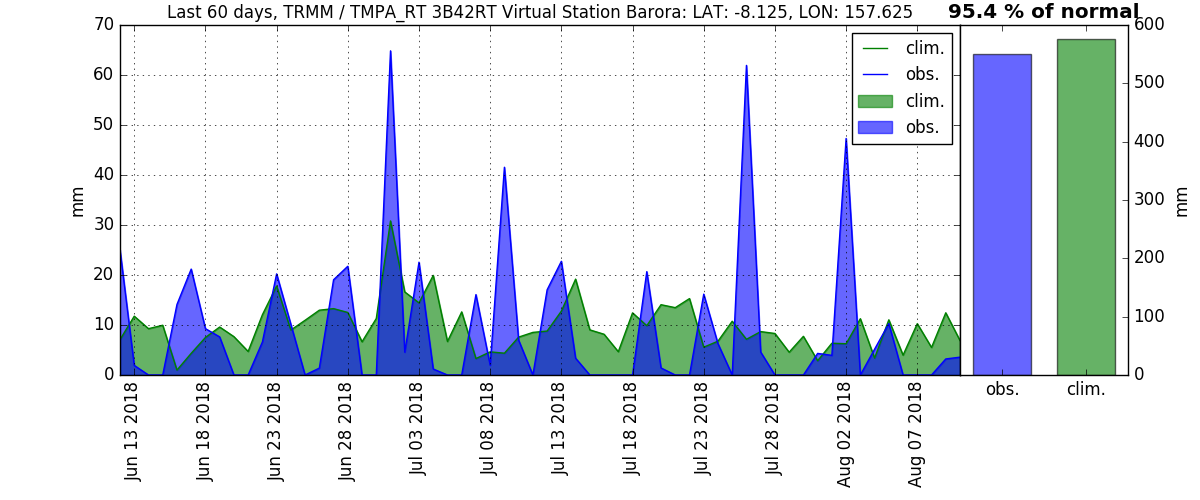 Last 60 days, TRMM / TMPA_RT 3B42RT Virtual Station Barora: LAT: -8.125, LON: 157.625
95.4 % of normal
70
60
50
40
30
20
10
0
mm
clim.
obs.
clim.
obs.
600
500
400
300
200
100
0
mm
Jun 13 2018
Jun 18 2018
Jun 23 2018
Jun 28 2018
Jul 03 2018
Jul 08 2018
Jul 13 2018
Jul 18 2018
Jul 23 2018
Jul 28 2018
Aug 02 2018
Aug 07 2018
obs.
clim.